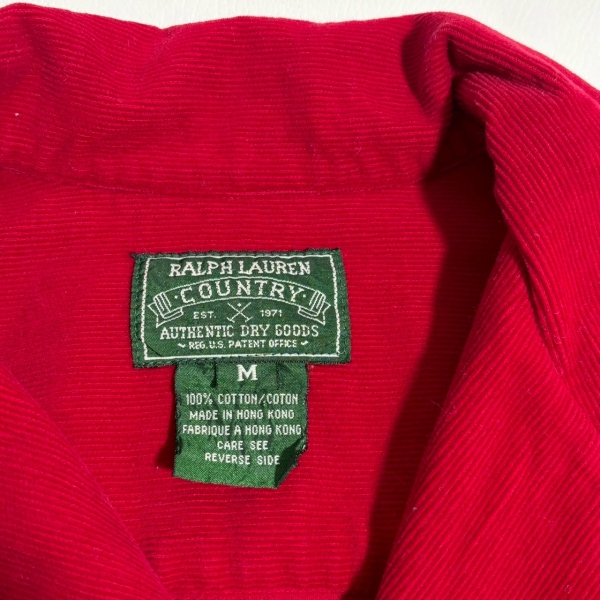 RALPH LAUREN
COUNTRY
EST. 1971
AUTHENTIC DRY GOODS
~ REG. U.S. PATENT OFFICE ~
M
100% COTTON/COTON
MADE IN HONG KONG
FABRIQUE A HONG KONG
CARE SEE
REVERSE SIDE